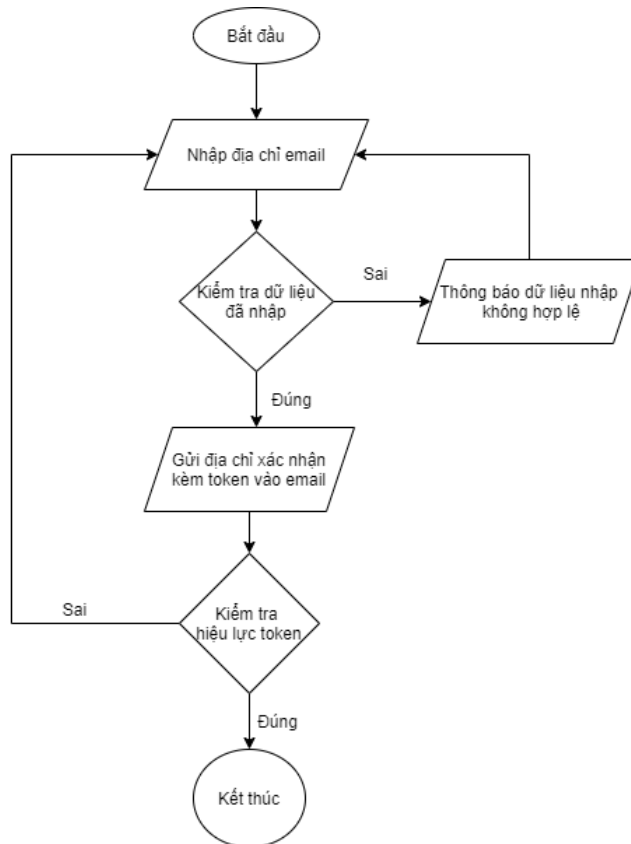 Bắt đầu
Nhập địa chỉ email
Kiểm tra dữ liệu
đã nhập
Sai
Thông báo dữ liệu nhập
không hợp lệ
Đúng
Gửi địa chỉ xác nhận
kèm token vào email
Sai
Kiểm tra
hiệu lực token
Đúng
Kết thúc